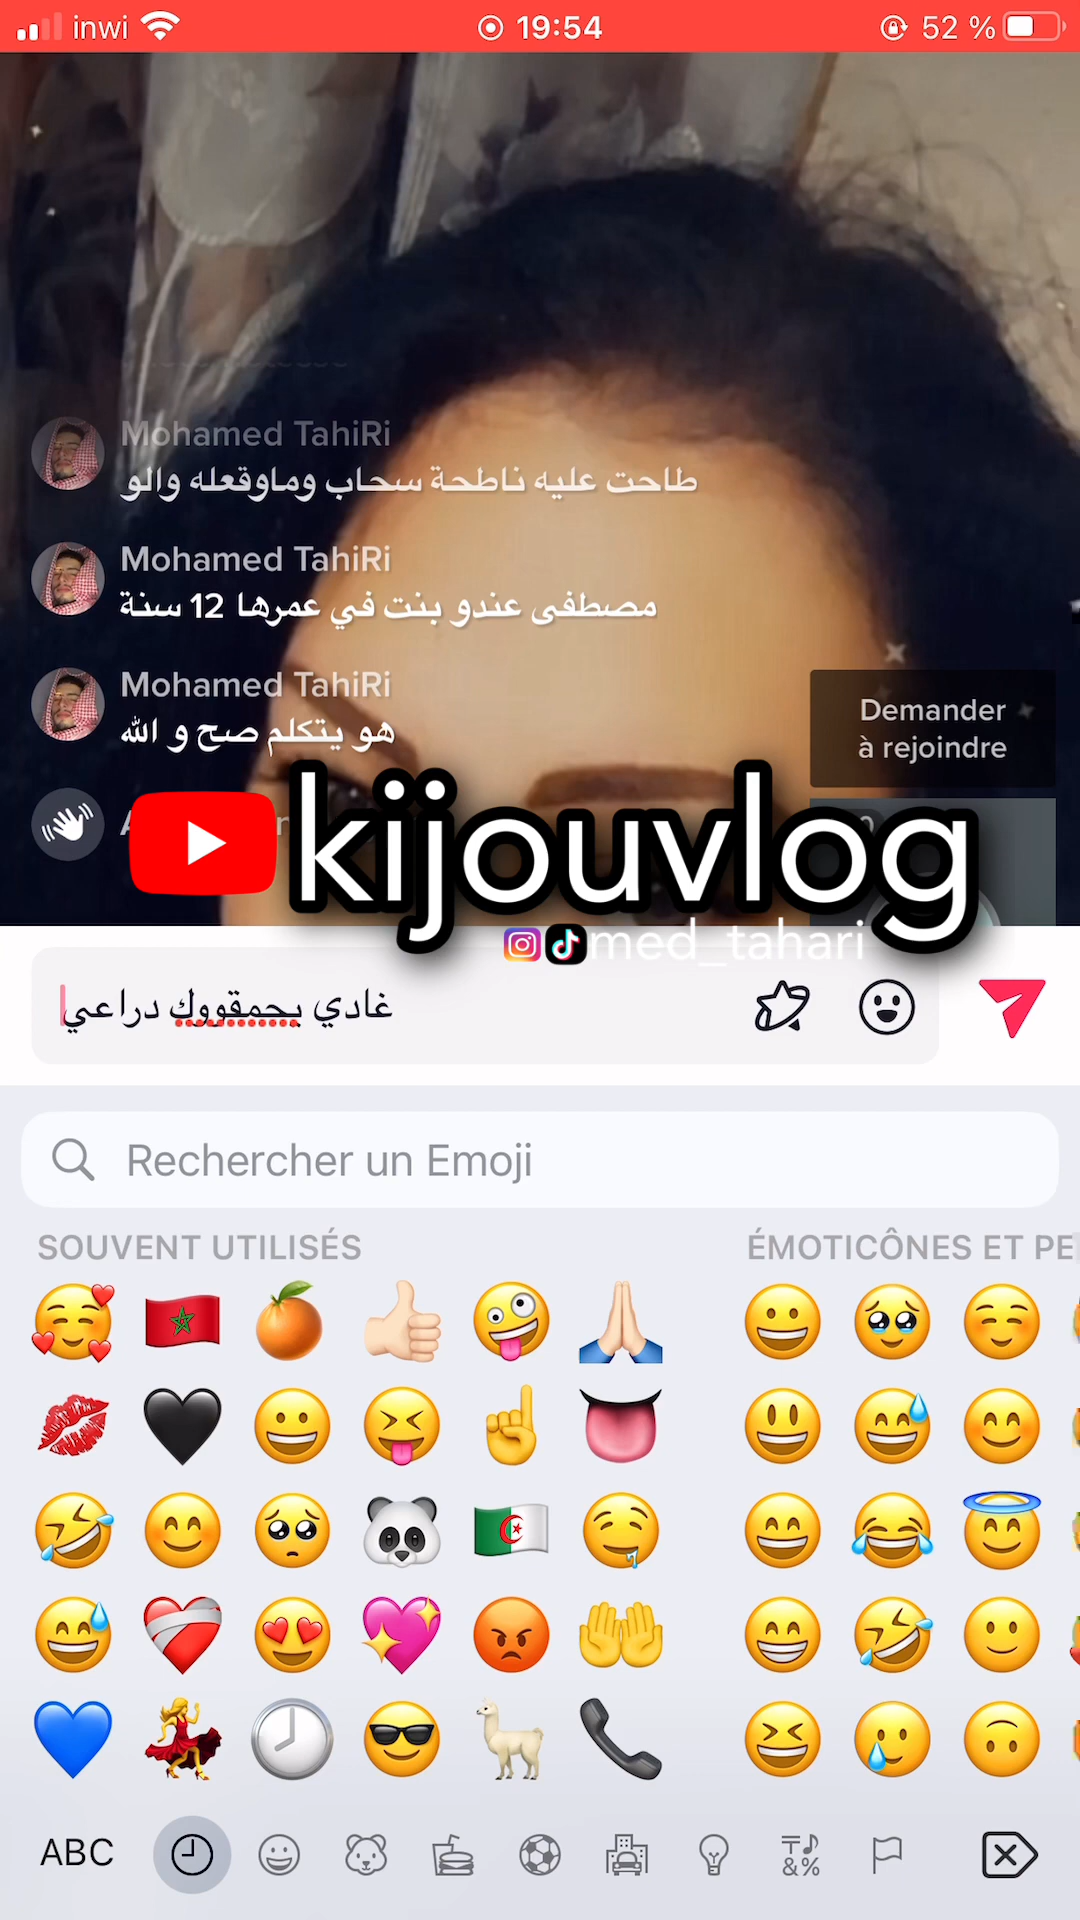 inwi
19:54
52 %
Mohamed TahiRi
طاحت عليه ناطحة سحاب وماوقعله والو
Mohamed TahiRi
مصطفى عندو بنت في عمرها 12 سنة
Mohamed TahiRi
هو يتكلم صح و الله
Demander
à rejoindre
kijouvlog
med_tahari
غادي بحمقووك دراعي
Rechercher un Emoji
SOUVENT UTILISÉS
ÉMOTICÔNES ET PE
ABC